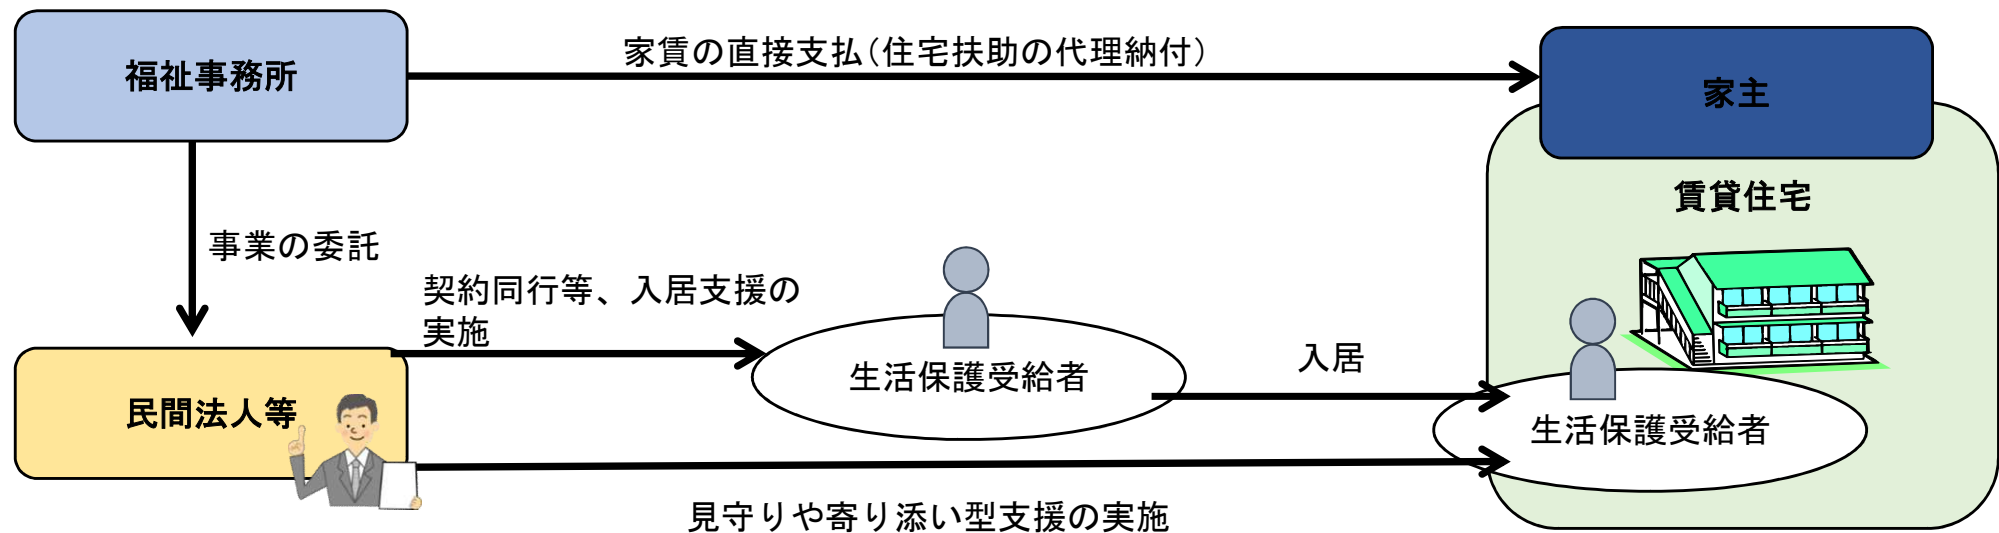 福祉事務所
家賃の直接支払（住宅扶助の代理納付）
家主
賃貸住宅
事業の委託
契約同行等、入居支援の
実施
生活保護受給者
入居
民間法人等
生活保護受給者
見守りや寄り添い型支援の実施